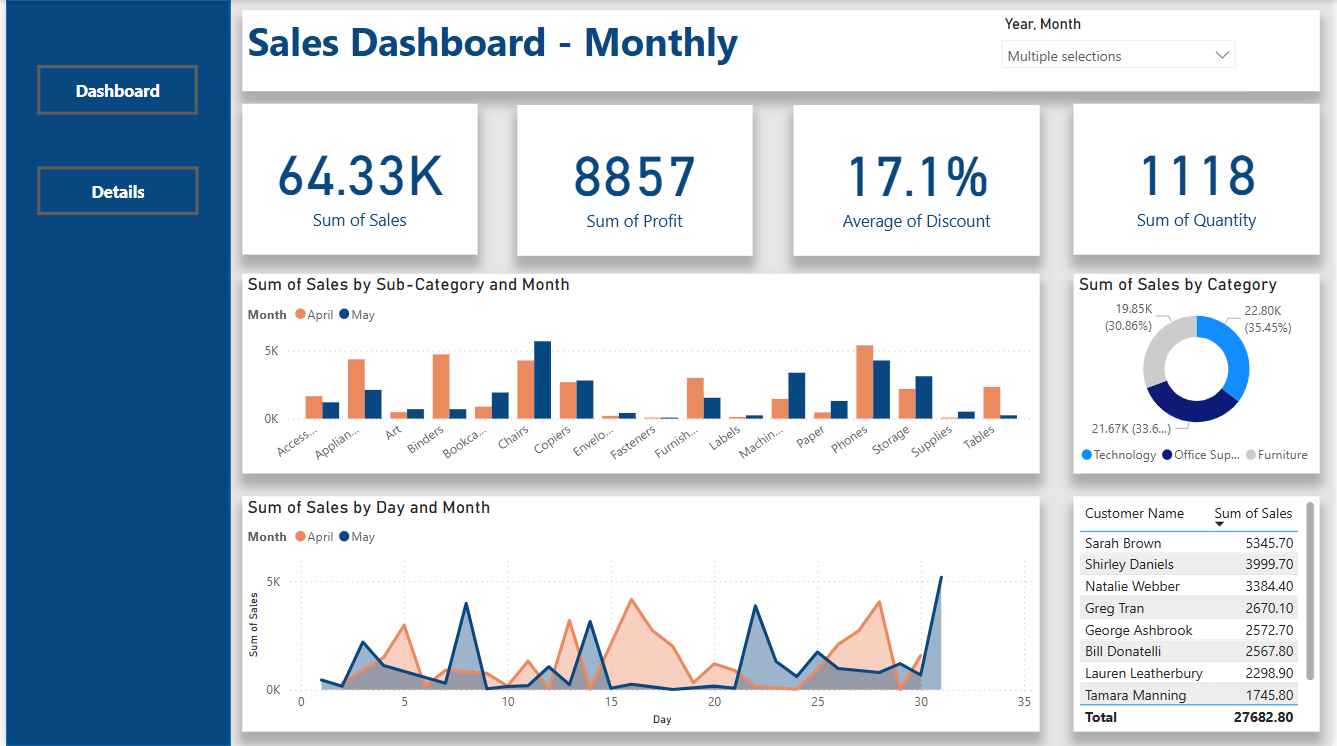 Dashboard
Details
Sales Dashboard - Monthly
Year, Month
Multiple selections
64.33K
Sum of Sales
8857
Sum of Profit
17.1%
Average of Discount
1118
Sum of Quantity
Sum of Sales by Sub-Category and Month
Month April May
5K
0K
Access...
Applian...
Art
Binders
Bookca...
Chairs
Copiers
Envelo...
Fasteners
Furnish...
Labels
Machin...
Paper
Phones
Storage
Supplies
Tables
Sum of Sales by Category
19.85K
(30.86%)
22.80K
(35.45%)
21.67K (33.6...)
Technology Office Sup... Furniture
Sum of Sales by Day and Month
Month April May
Sum of Sales
5K
0K
0 5 10 15 20 25 30 35
Day
Customer Name Sum of Sales
Sarah Brown 5345.70
Shirley Daniels 3999.70
Natalie Webber 3384.40
Greg Tran 2670.10
George Ashbrook 2572.70
Bill Donatelli 2567.80
Lauren Leatherbury 2298.90
Tamara Manning 1745.80
Total 27682.80